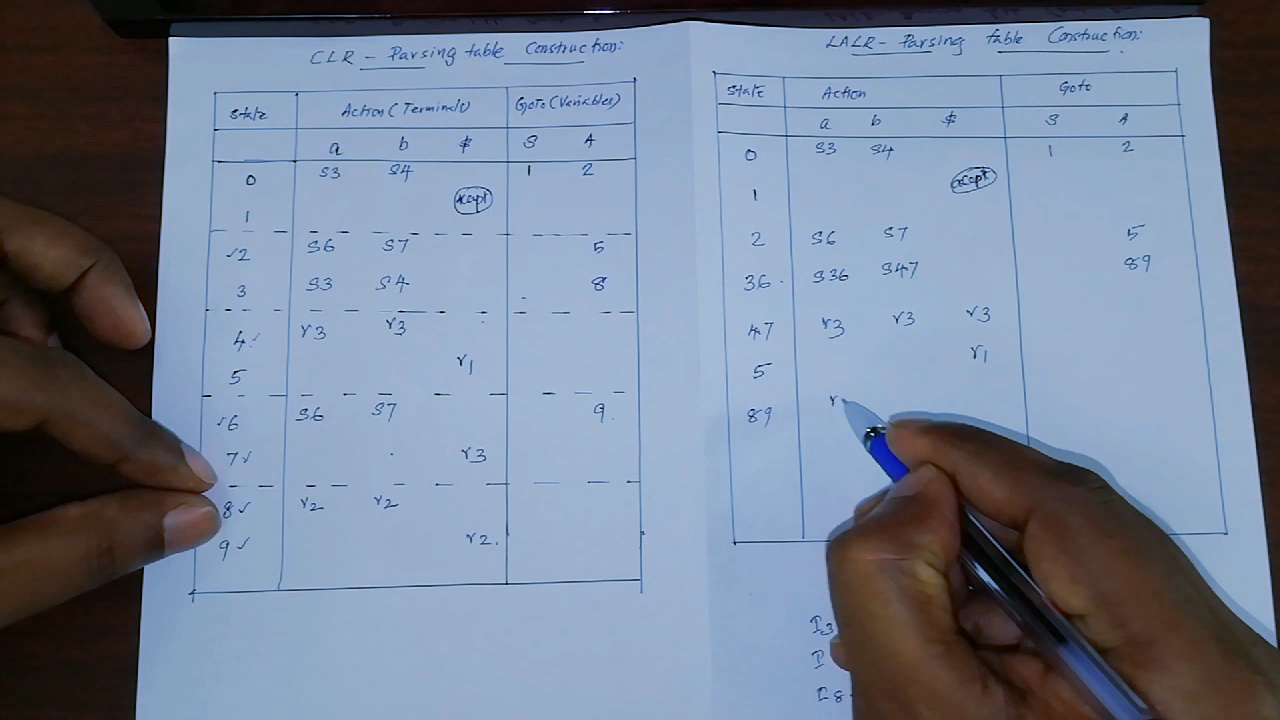 CLR - Parsing table Construction:
State Action (Terminals) GOTO (Variables)
a b $ S A
0 S3 S4 1 2
1 accept
✓2 S6 S7 5
3 S3 S4 8
4✓ r3 r3
5 r1
✓6 S6 S7 9
7✓ r3
8✓ r2 r2
9✓ r2
LALR - Parsing table Construction:
State Action Goto
a b $ S A
0 S3 S4 1 2
1 accept
2 S6 S7 5
36 S36 S47 89
47 r3 r3 r3
5 r1
89 r
I3
I
I8